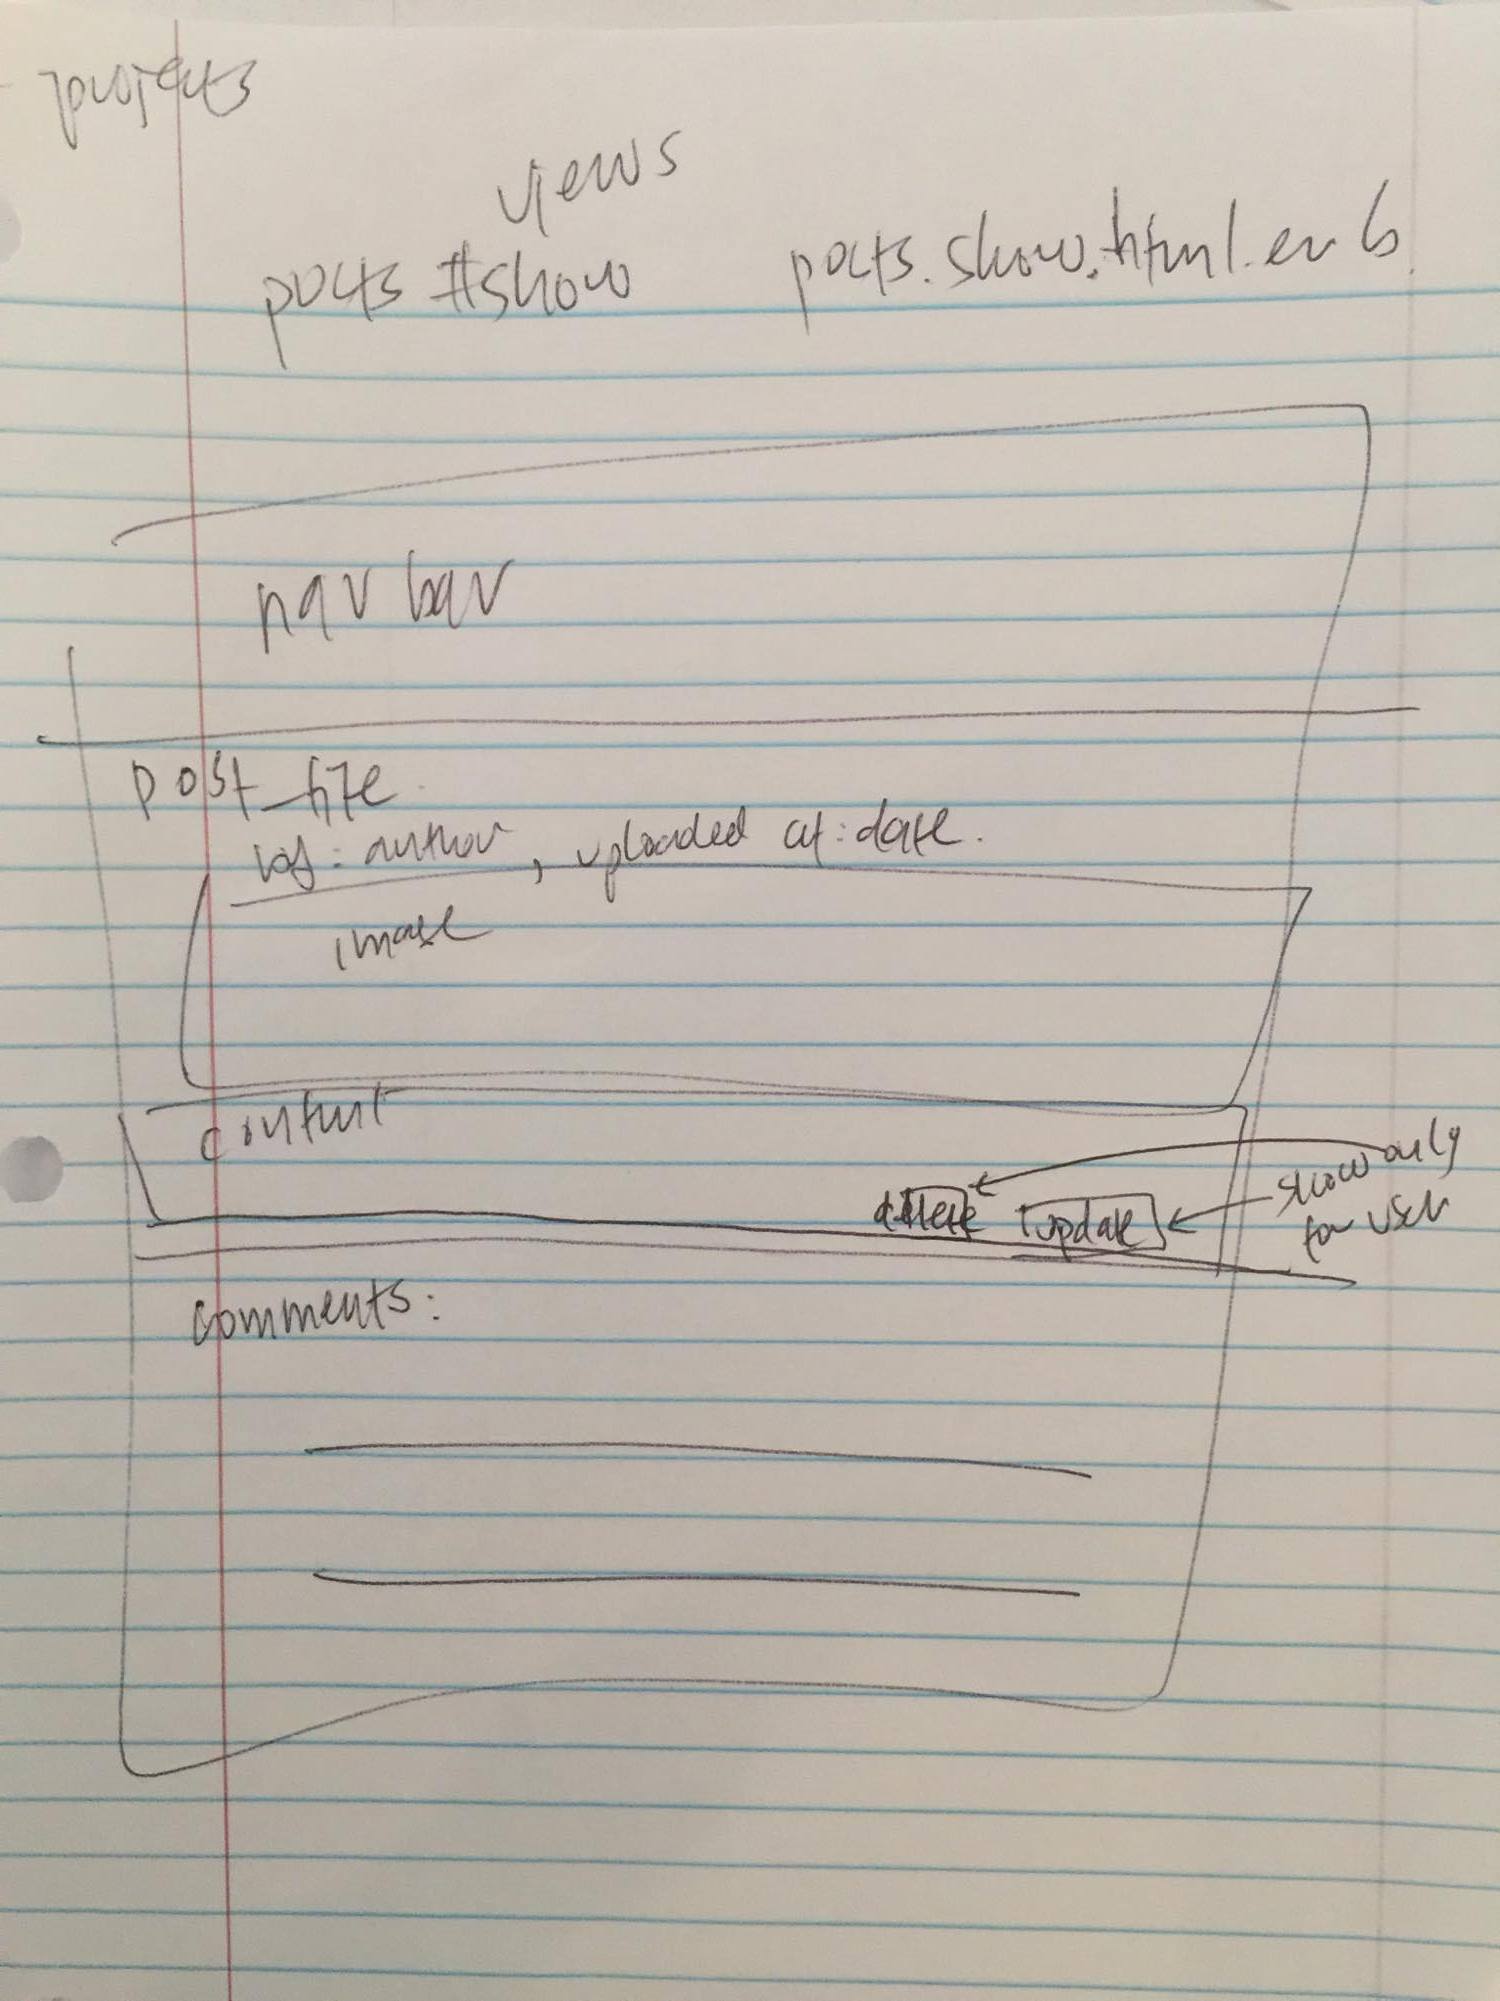 projects
views
posts #show posts.show.html.erb
nav bar
post_title
by: author, uploaded at: date.
image
content
delete update show only
for user
comments: